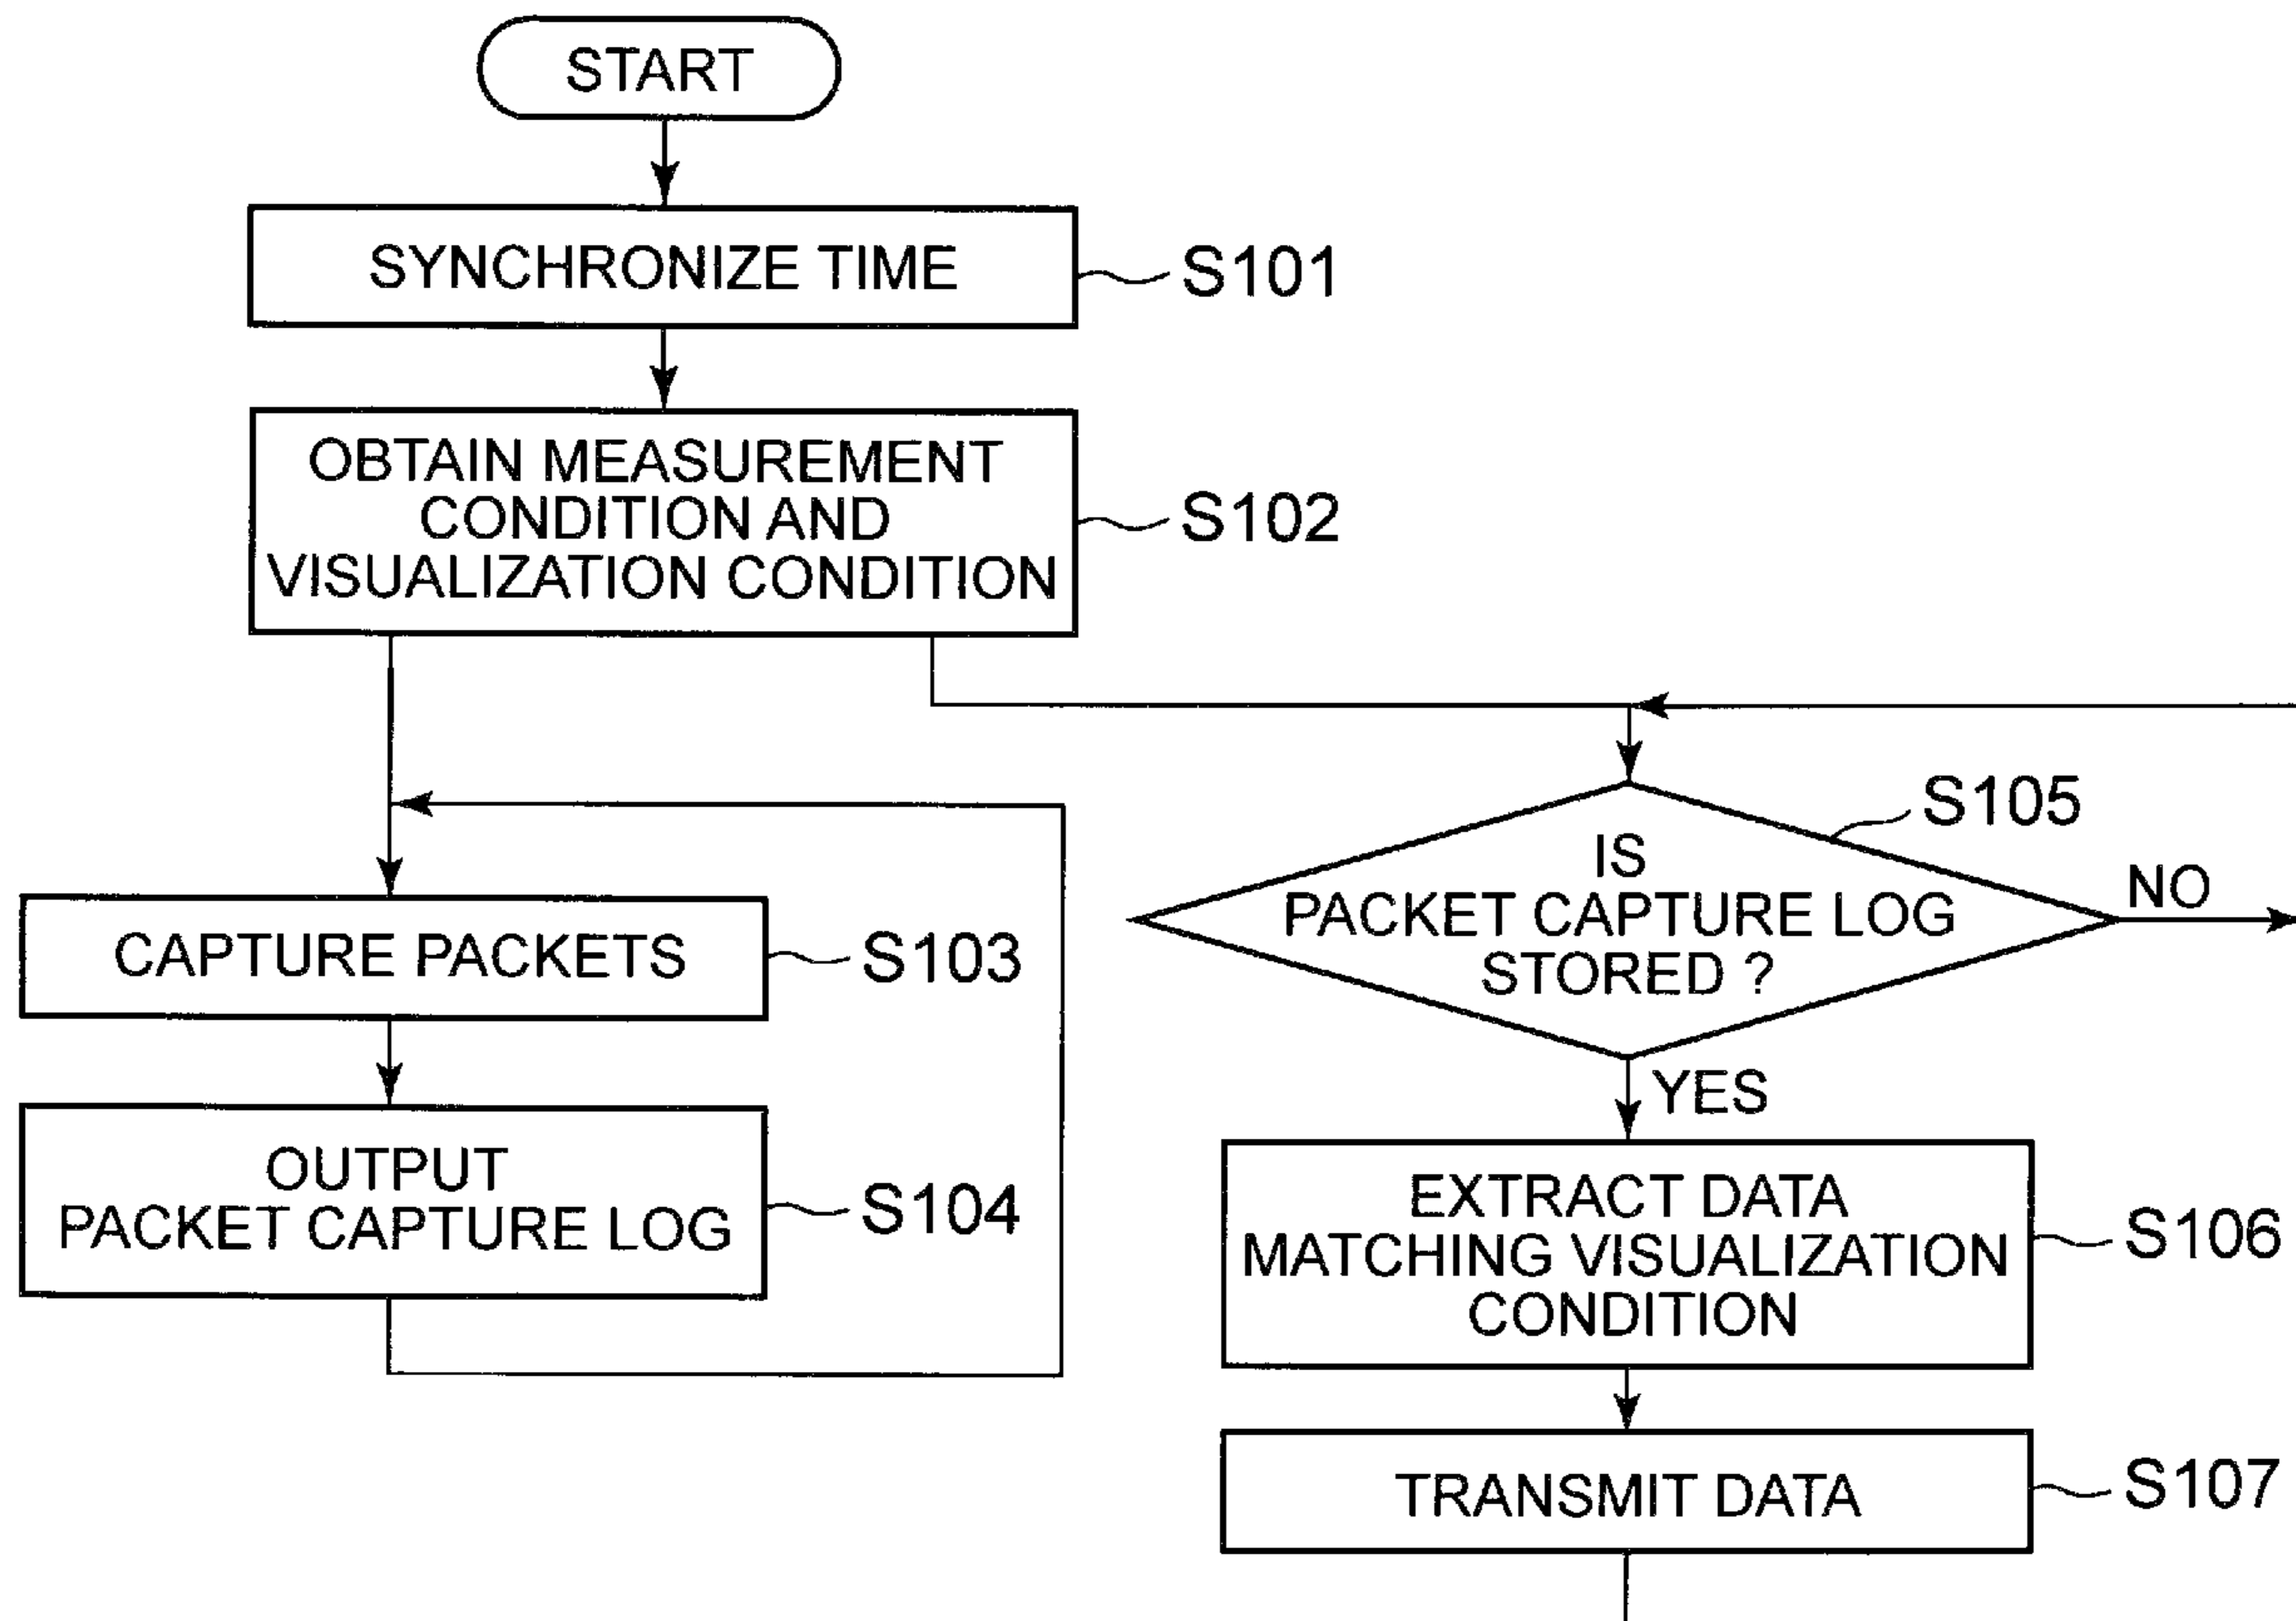 START
SYNCHRONIZE TIME
S101
OBTAIN MEASUREMENT
CONDITION AND
VISUALIZATION CONDITION
S102
CAPTURE PACKETS
S103
OUTPUT
PACKET CAPTURE LOG
S104
S105
IS
PACKET CAPTURE LOG
STORED ?
NO
YES
EXTRACT DATA
MATCHING VISUALIZATION
CONDITION
S106
TRANSMIT DATA
S107